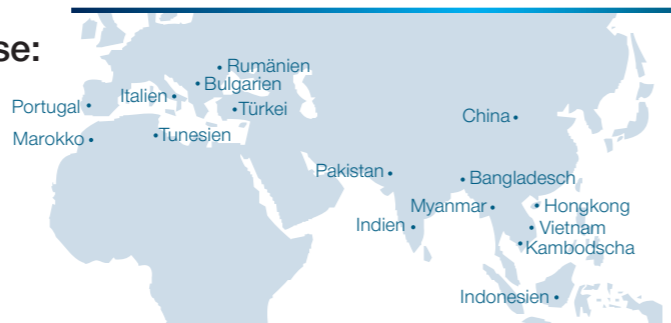 se:
Rumänien
Bulgarien
Italien
Türkei
Portugal
Marokko
Tunesien
China
Pakistan
Bangladesch
Myanmar
Hongkong
Indien
Vietnam
Kambodscha
Indonesien